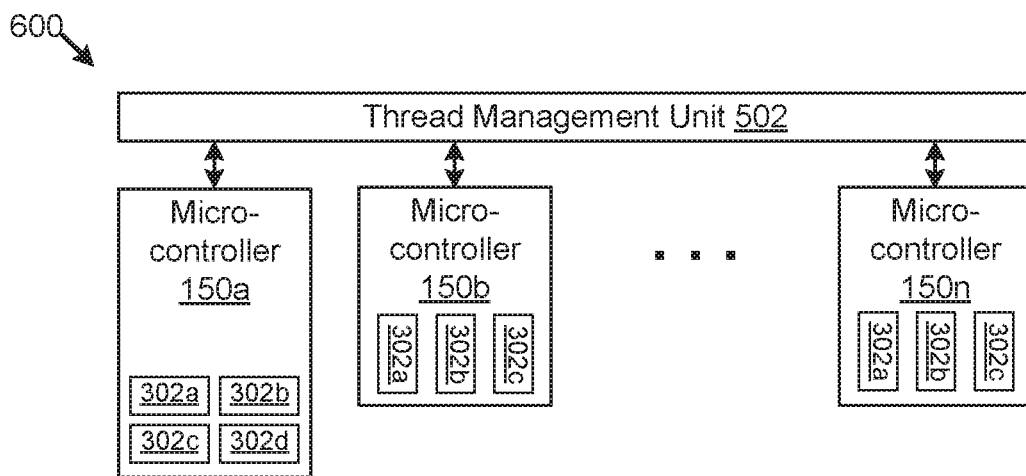 600
Thread Management Unit 502
Micro-
controller
150a
302a 302b
302c 302d
Micro-
controller
150b
302a 302b 302c
. . .
Micro-
controller
150n
302a 302b 302c